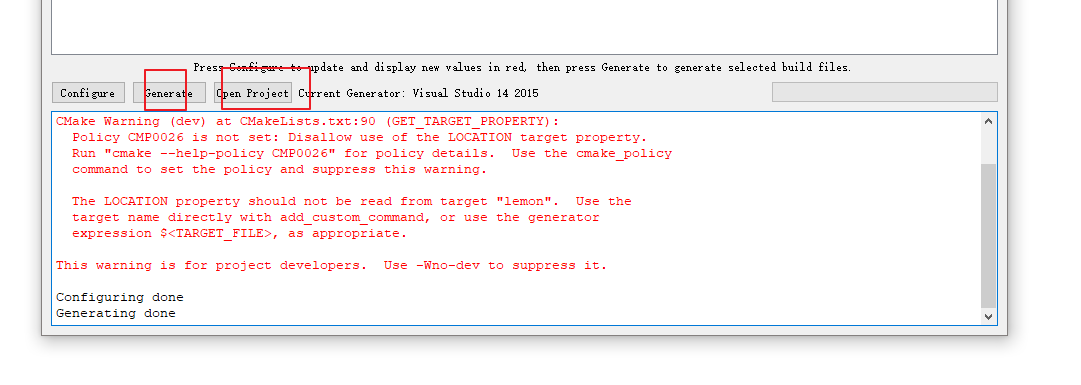 Press Configure to update and display new values in red, then press Generate to generate selected build files.
Configure Generate Open Project Current Generator: Visual Studio 14 2015
CMake Warning (dev) at CMakeLists.txt:90 (GET_TARGET_PROPERTY):
Policy CMP0026 is not set: Disallow use of the LOCATION target property.
Run "cmake --help-policy CMP0026" for policy details.  Use the cmake_policy
command to set the policy and suppress this warning.
The LOCATION property should not be read from target "lemon".  Use the
target name directly with add_custom_command, or use the generator
expression $<TARGET_FILE>, as appropriate.
This warning is for project developers.  Use -Wno-dev to suppress it.
Configuring done
Generating done